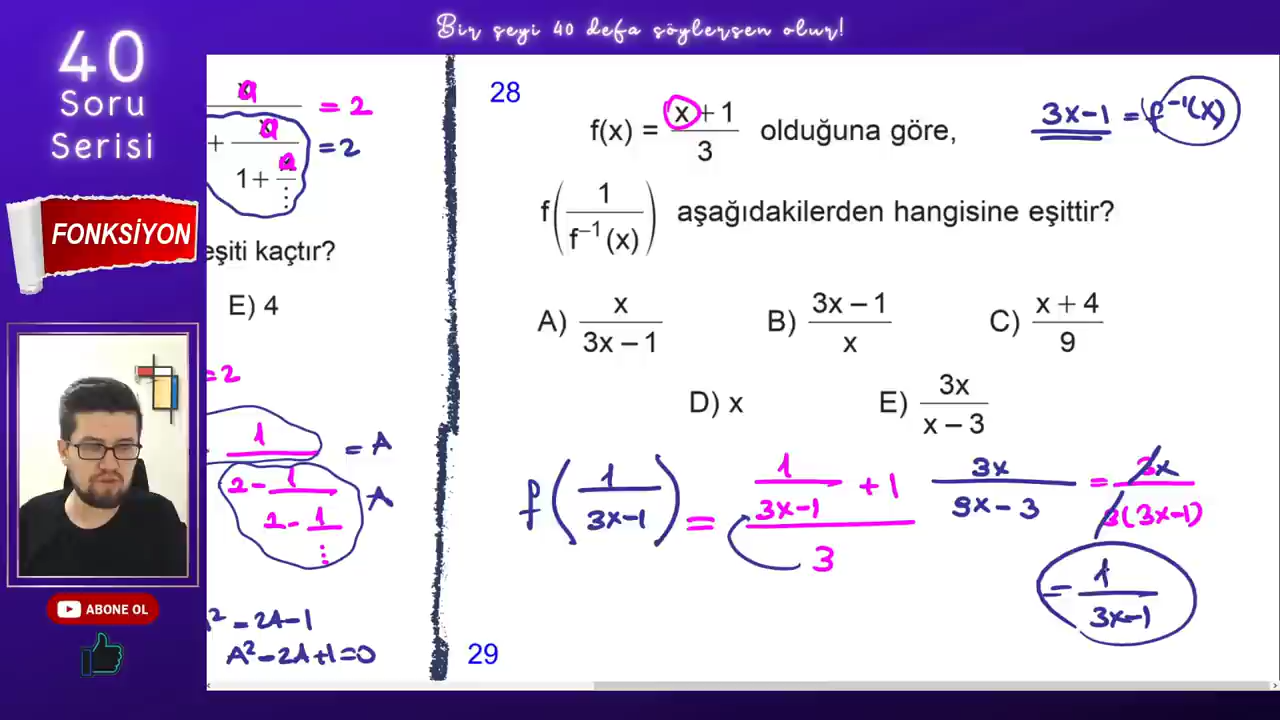 Bir şeyi 40 defa söylersen olur!
40
Soru
Serisi
FONKSİYON
ABONE OL
a
= 2
+ a = 2
1 + a
⋮
eşiti kaçtır?
E) 4
= 2
1 = A
2 - 1 A
2 - 1
⋮
= 2A - 1
A² - 2A + 1 = 0
28
f(x) = (x + 1)/3 olduğuna göre,
3x - 1 = f⁻¹(x)
f(1/f⁻¹(x)) aşağıdakilerden hangisine eşittir?
A) x/(3x – 1) B) (3x – 1)/x C) (x + 4)/9
D) x E) 3x/(x – 3)
f(1/(3x-1)) = (1/(3x-1) + 1)/3 3x/(9x - 3) = 3x/(3(3x-1))
= 1/(3x-1)
29